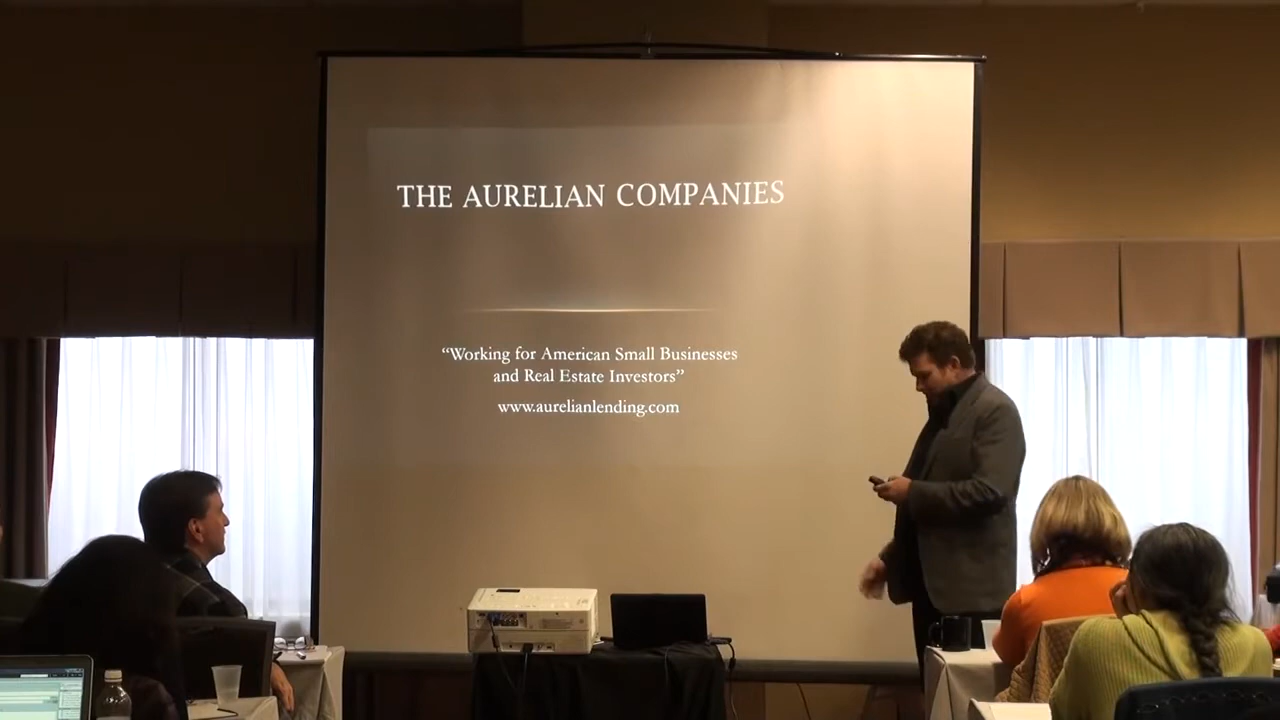 THE AURELIAN COMPANIES
“Working for American Small Businesses
and Real Estate Investors”
www.aurelianlending.com